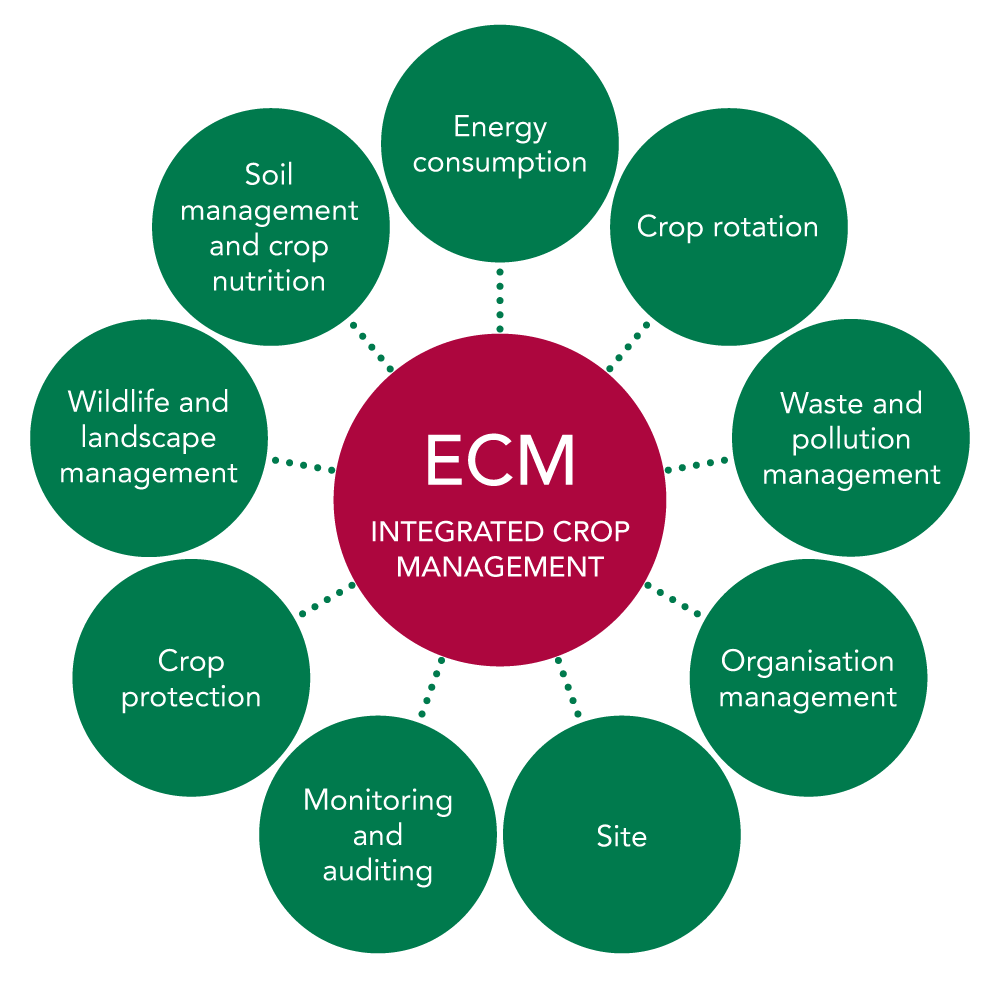 Energy
consumption
Soil
management
and crop
nutrition
Crop rotation
Wildlife and
landscape
management
Waste and
pollution
management
ECM
INTEGRATED CROP
MANAGEMENT
Crop
protection
Organisation
management
Monitoring
and
auditing
Site